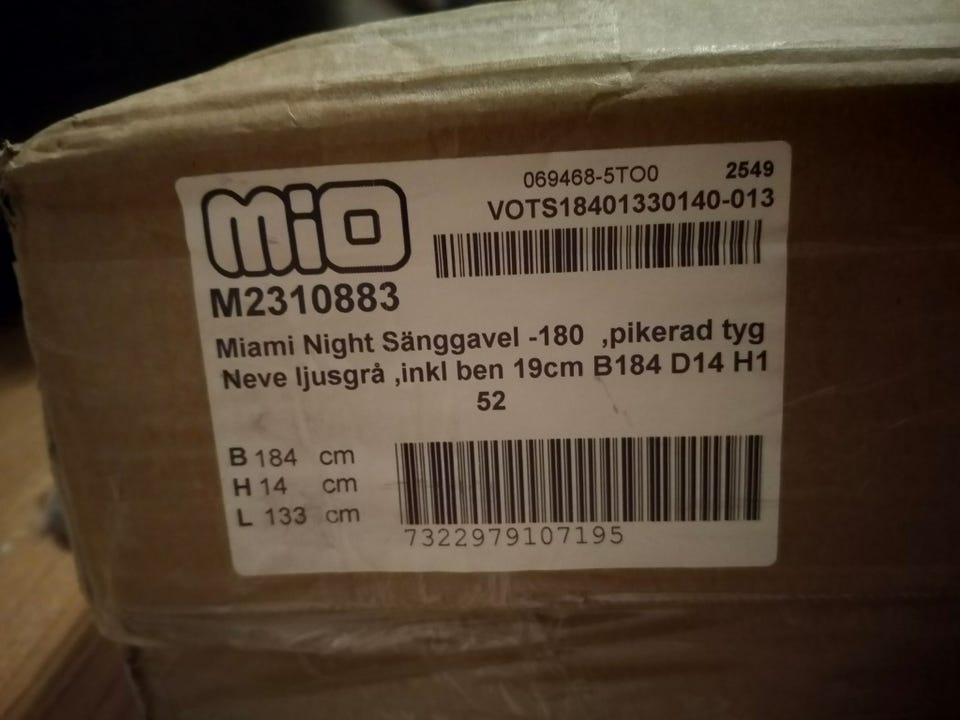 mio
069468-5TO0 2549
VOTS18401330140-013
M2310883
Miami Night Sänggavel -180 ,pikerad tyg
Neve ljusgrå ,inkl ben 19cm B184 D14 H1
52
B 184 cm
H 14 cm
L 133 cm
7322979107195